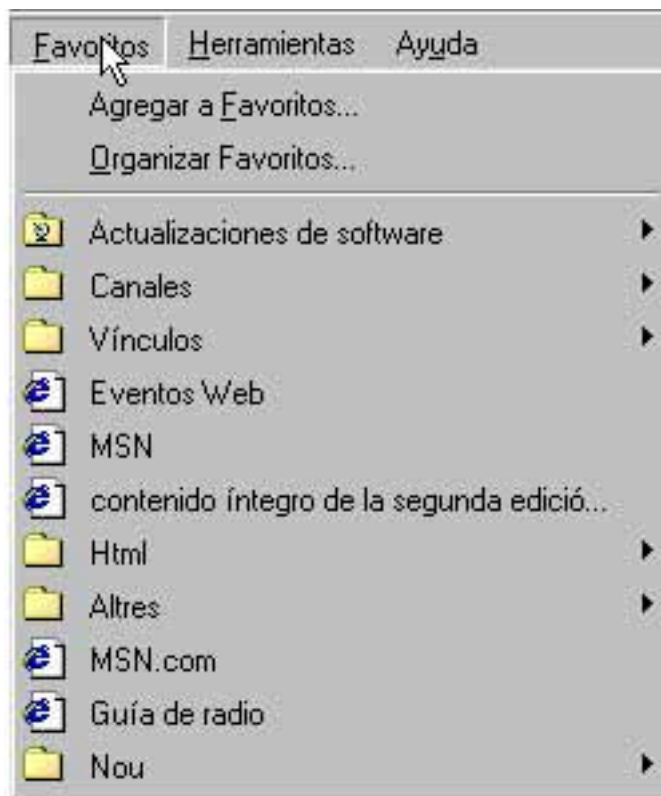 Favoritos Herramientas Ayuda
Agregar a Favoritos...
Organizar Favoritos...
Actualizaciones de software
Canales
Vínculos
Eventos Web
MSN
contenido íntegro de la segunda edició...
Html
Altres
MSN.com
Guía de radio
Nou